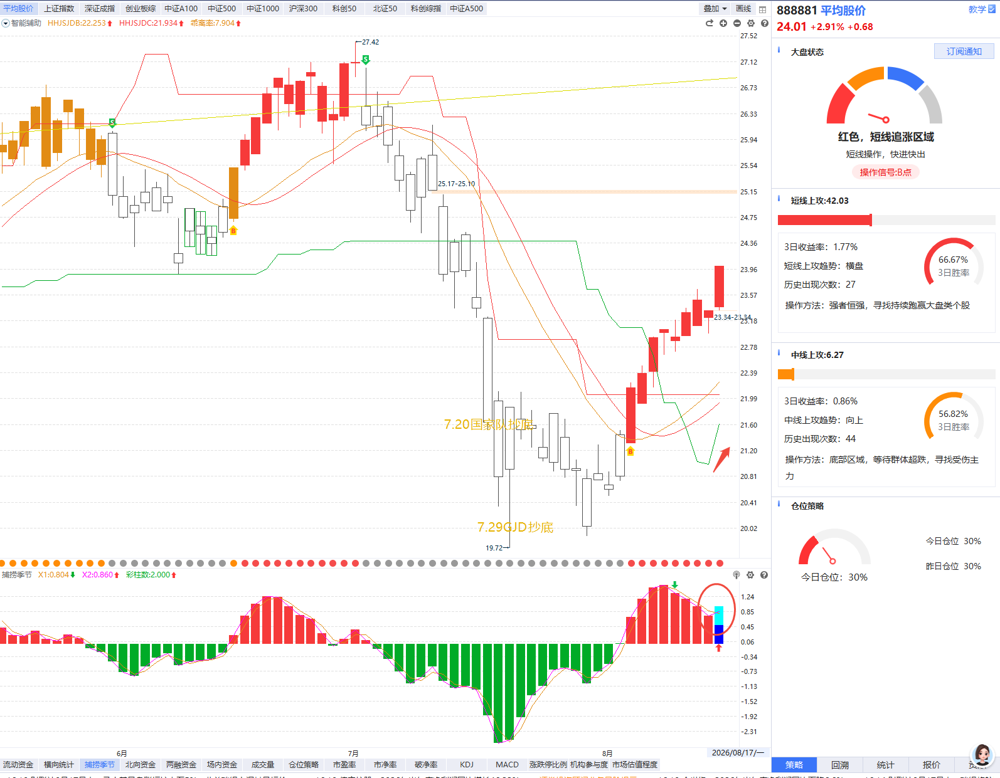 平均股价 上证指数 深证成指 创业板综 中证A100 中证500 中证1000 沪深300 科创50 北证50 科创综指 中证A500 叠加 画线
智能辅助 HHJSJDB:22.253 HHJSJDC:21.934 乖离率:7.904
27.52
27.42
S
27.12
26.73
26.33
S
25.94
25.54
25.17-25.10
25.15
24.75
B
24.36
23.96
23.57
23.34-23.34
23.18
22.78
22.39
21.99
7.20国家队抄底
21.60
B
21.20
20.81
20.41
7.29GJD抄底
20.02
19.72
捕捞季节 X1:0.804 X2:0.860 彩柱数:2.000
1.24
0.85
0.45
0.06
-0.34
-0.73
-1.13
-1.52
-1.92
-2.31
6月 7月 8月 2026/08/17/一
流动资金 横向统计 捕捞季节 北向资金 两融资金 场内资金 成交量 仓位策略 市盈率 市净率 破净率 KDJ MACD 涨跌停比例 机构参与度 市场估值程度
888881 平均股价 教学
24.01 +2.91% +0.68
大盘状态 订阅通知
红色，短线追涨区域
短线操作，快进快出
操作信号:B点
短线上攻:42.03
3日收益率：1.77%
短线上攻趋势：横盘
历史出现次数：27
66.67%
3日胜率
操作方法：强者恒强，寻找持续跑赢大盘类个股
中线上攻:6.27
3日收益率：0.86%
中线上攻趋势：向上
历史出现次数：44
56.82%
3日胜率
操作方法：底部区域，等待群体超跌，寻找受伤主
力
仓位策略
今日仓位 30%
昨日仓位 30%
今日仓位：30%
策略 回溯 统计 报价